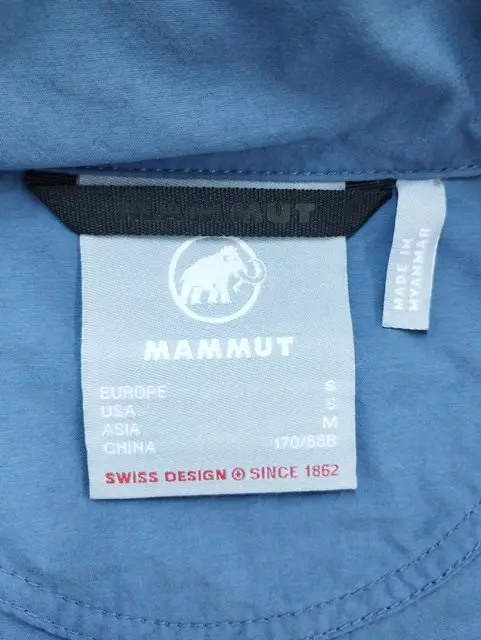 MAMMUT
MADE IN
MYANMAR
MAMMUT
EUROPE S
USA S
ASIA M
CHINA 170/88B
SWISS DESIGN SINCE 1862